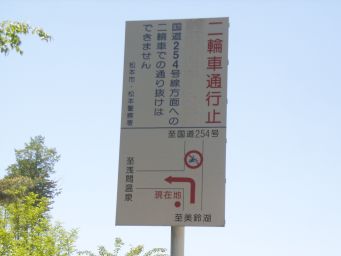 二輪車通行止
国道254号線方面への
二輪車での通り抜けは
できません
松本市・松本警察署
至国道254号
至浅間温泉
現在地
至美鈴湖